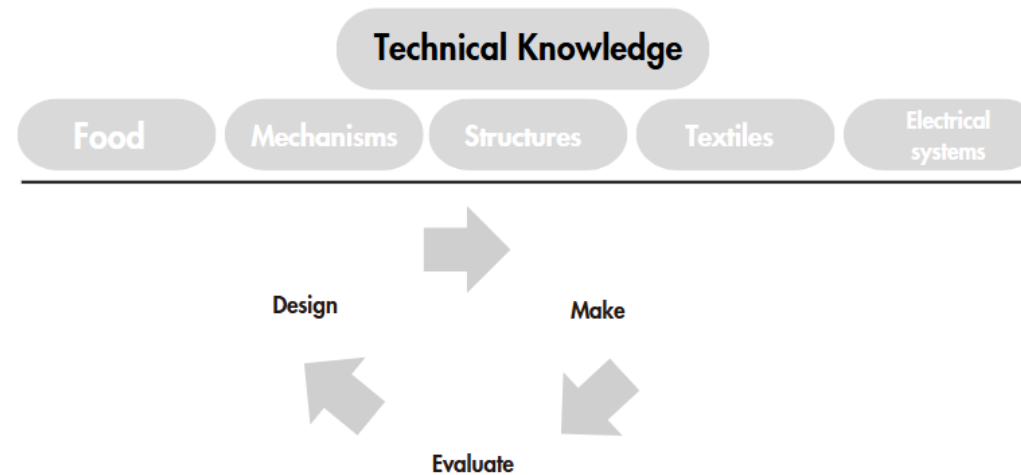 Technical Knowledge
Food Mechanisms Structures Textiles Electrical systems
Design
Make
Evaluate